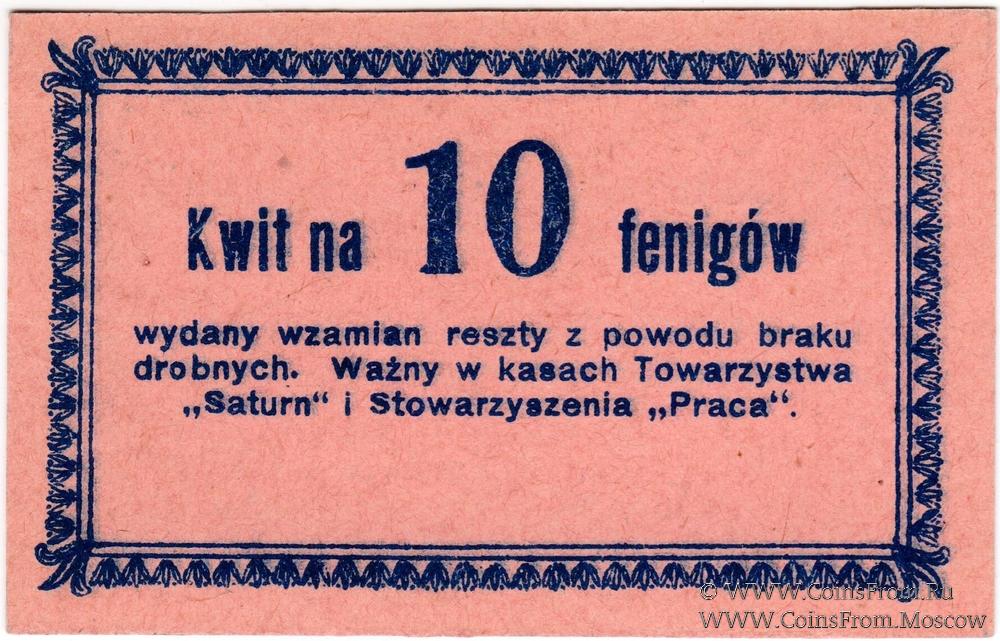 Kwit na 10 fenigów
wydany wzamian reszty z powodu braku
drobnych. Ważny w kasach Towarzystwa
„Saturn“ i Stowarzyszenia „Praca“.
© WWW.CoinsFrom.Ru
WWW.CoinsFrom.Moscow